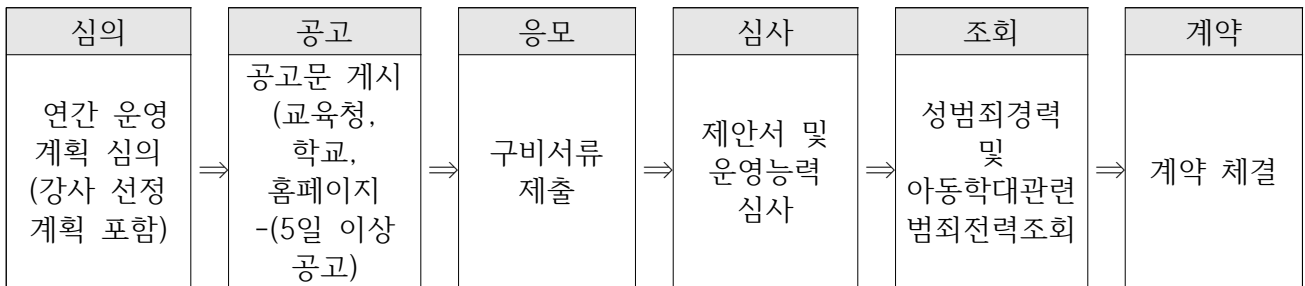 심의
연간 운영
계획 심의
(강사 선정
계획 포함)
⇒
공고
공고문 게시
(교육청,
학교,
홈페이지
-(5일 이상
공고)
⇒
응모
구비서류
제출
⇒
심사
제안서 및
운영능력
심사
⇒
조회
성범죄경력
및
아동학대관련
범죄전력조회
⇒
계약
계약 체결